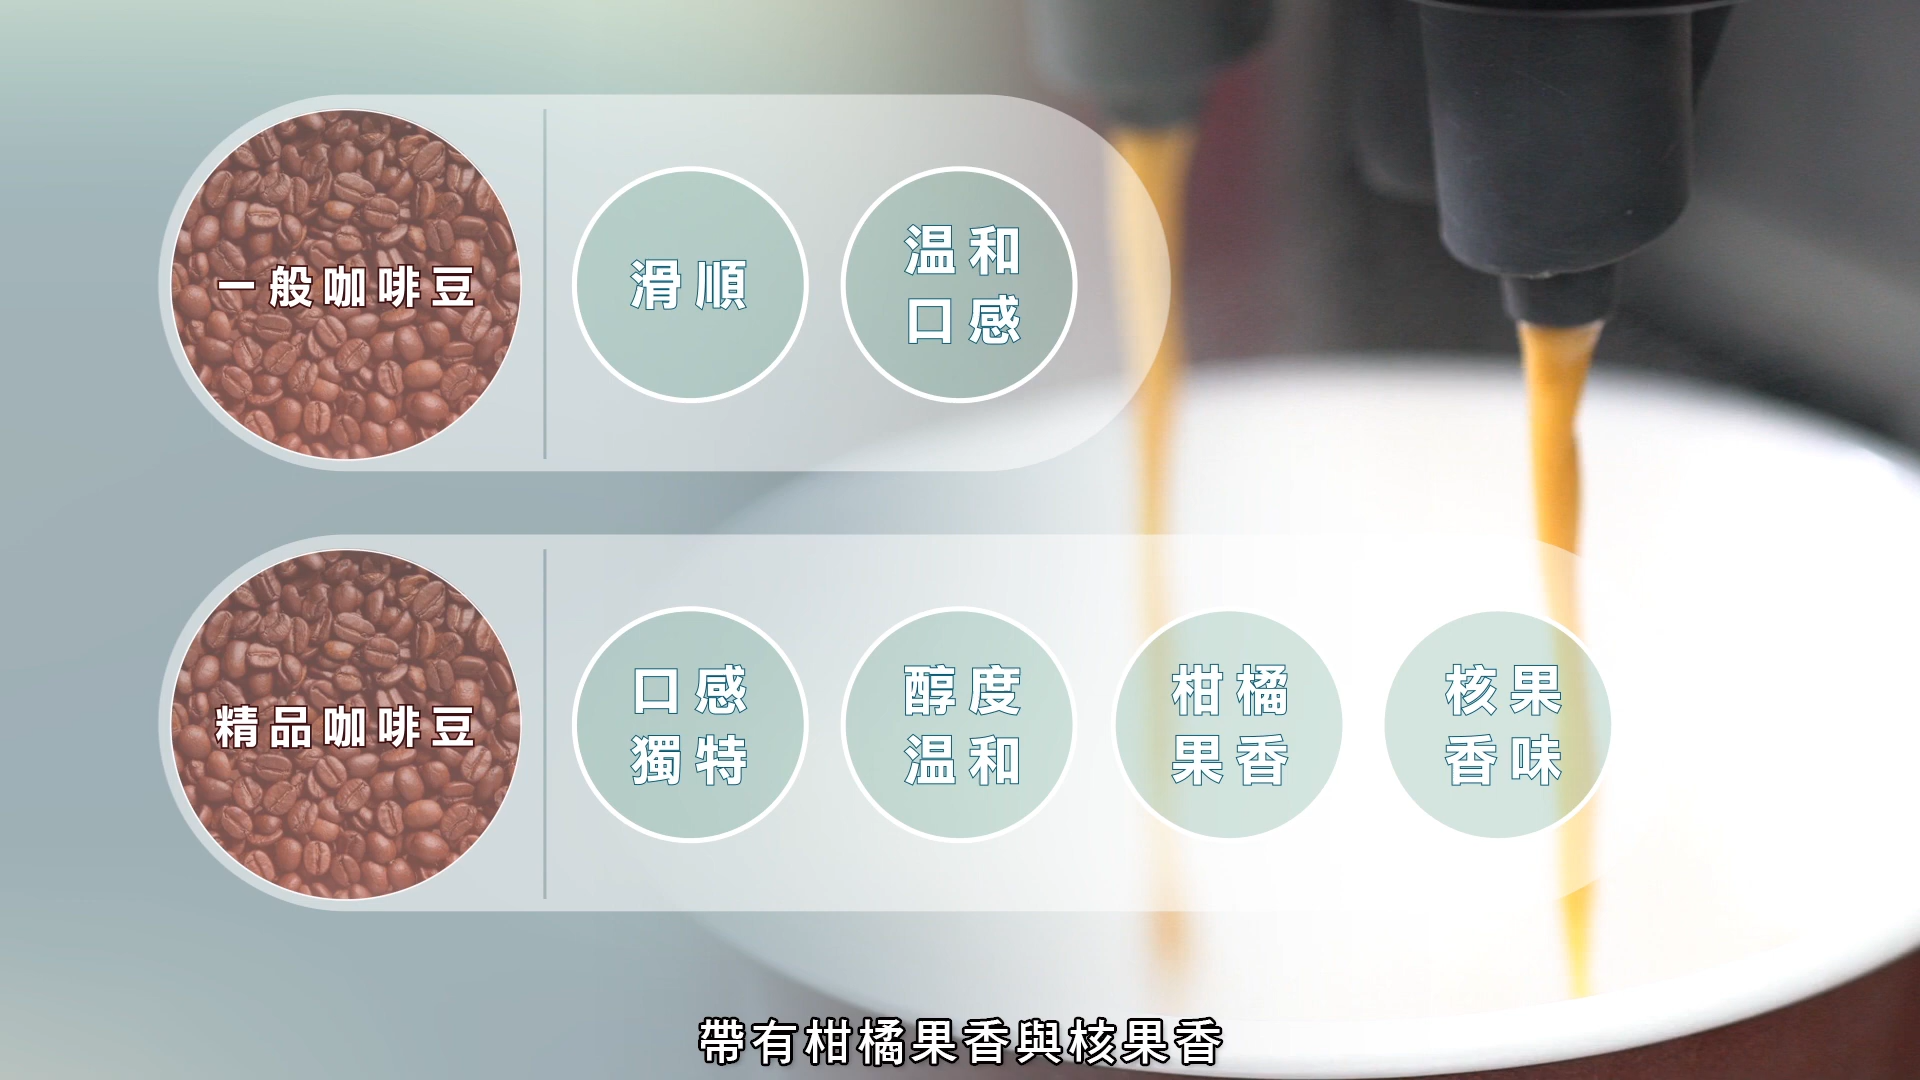 一般咖啡豆
滑順
温和
口感
精品咖啡豆
口感
獨特
醇度
温和
柑橘
果香
核果
香味
帶有柑橘果香與核果香